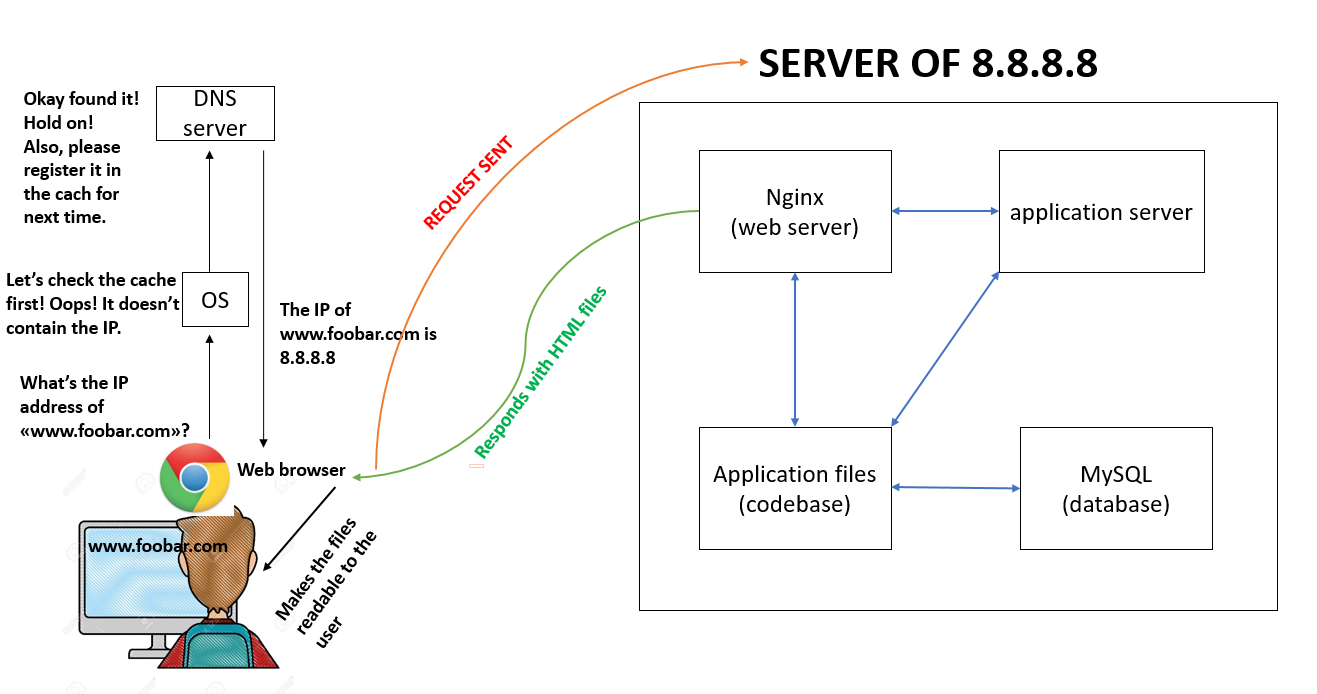 SERVER OF 8.8.8.8
Okay found it!
Hold on!
Also, please
register it in
the cach for
next time.
DNS
server
Let's check the cache
first! Oops! It doesn't
contain the IP.
OS
The IP of
www.foobar.com is
8.8.8.8
What's the IP
address of
«www.foobar.com»?
Web browser
www.foobar.com
Makes the files
readable to the
user
REQUEST SENT
Responds with HTML files
Nginx
(web server)
application server
Application files
(codebase)
MySQL
(database)